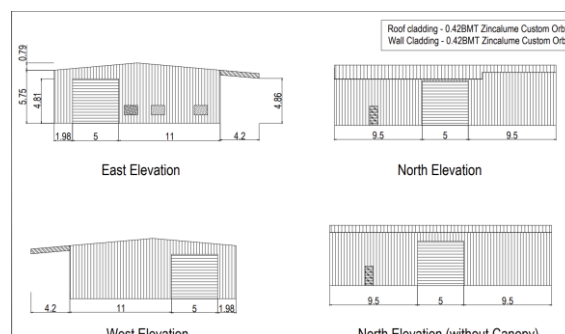 Roof cladding - 0.42BMT Zincalume Custom Orb
Wall Cladding - 0.42BMT Zincalume Custom Orb
0.79
5.75
4.81
4.86
1.98 5 11 4.2
East Elevation
9.5 5 9.5
North Elevation
4.2 11 5 1.98
West Elevation
9.5 5 9.5
North Elevation (without Canopy)